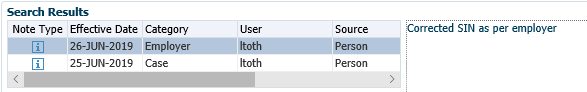 Search Results
Note Type Effective Date Category User Source
26-JUN-2019 Employer ltoth Person
25-JUN-2019 Case ltoth Person
Corrected SIN as per employer